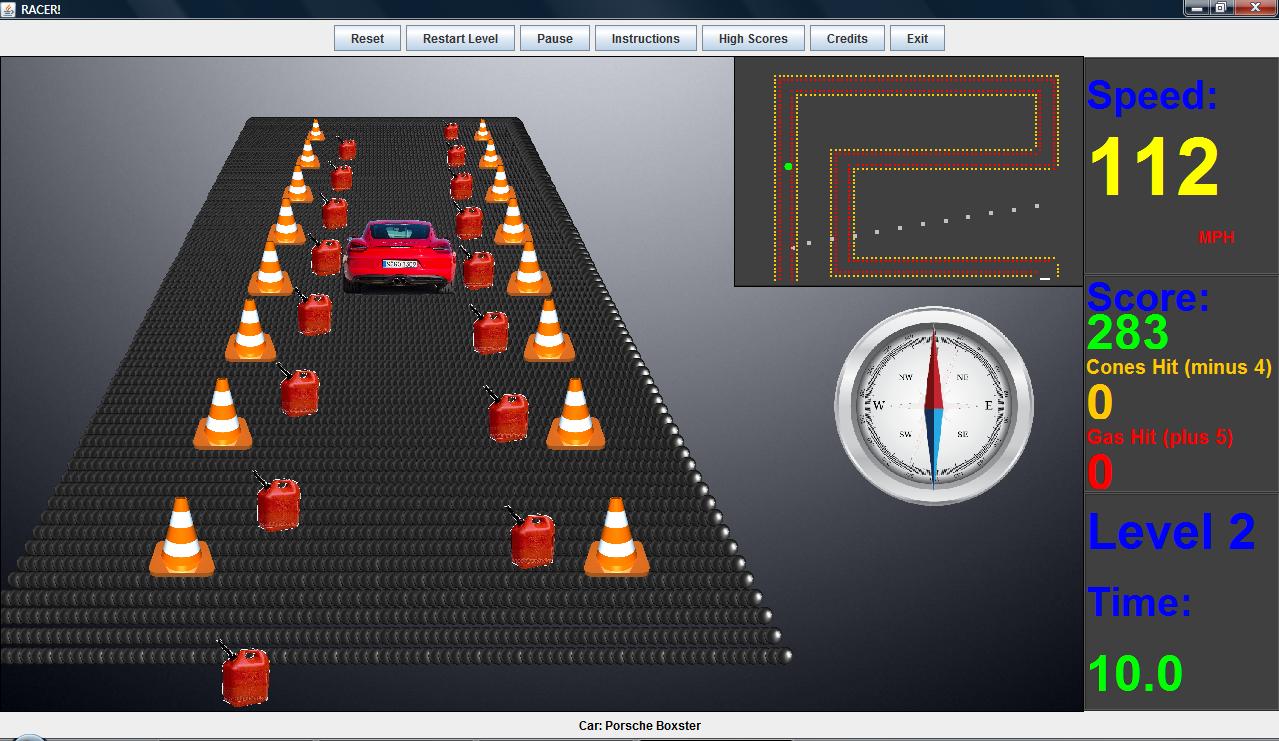 RACER!
Reset Restart Level Pause Instructions High Scores Credits Exit
Speed:
112
MPH
Score:
283
Cones Hit (minus 4)
0
Gas Hit (plus 5)
0
NW NE
W E
SW SE
Level 2
Time:
10.0
Car: Porsche Boxster